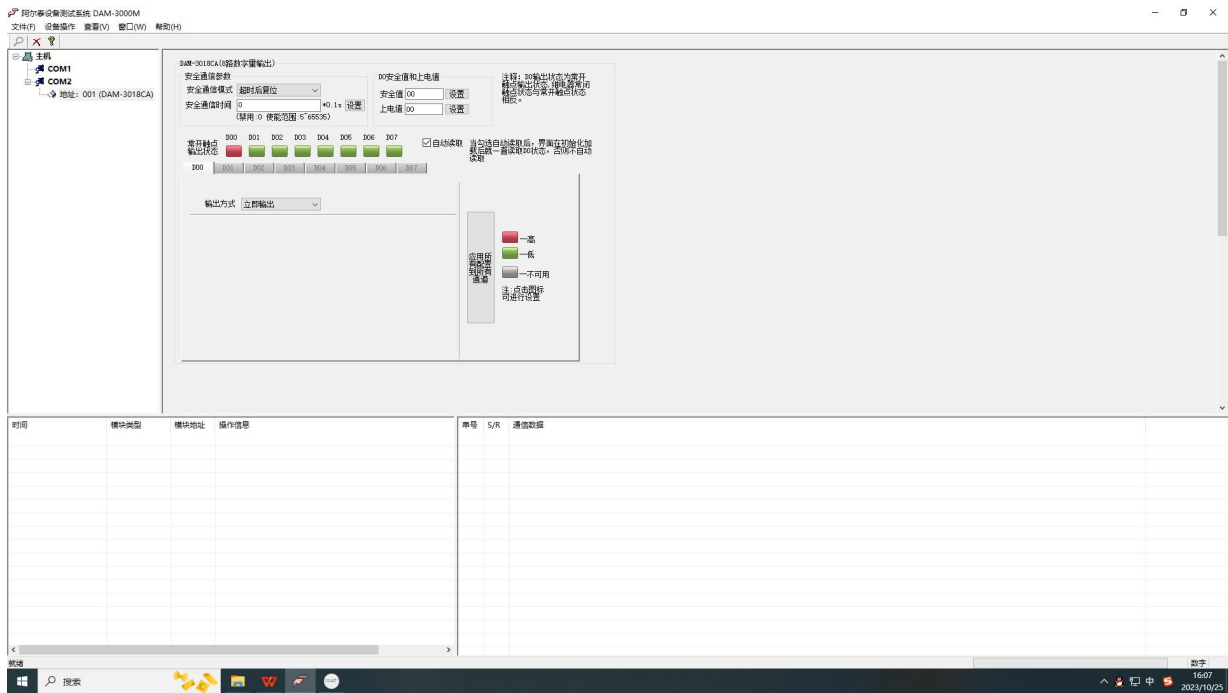 阿尔泰设备测试系统 DAM-3000M
文件(F) 设备操作 查看(V) 窗口(W) 帮助(H)
主机
COM1
COM2
地址：001 (DAM-3018CA)
DAM-3018CA(8路数字量输出)
安全通信参数
安全通信模式 超时后复位
安全通信时间 0 *0.1s 设置
(禁用:0 使能范围:5~65535)
DO安全值和上电值
安全值 00 设置
上电值 00 设置
注释：DO输出状态为常开
触点输出状态,继电器常闭
触点状态与常开触点状态
相反。
常开触点
输出状态
DO0 DO1 DO2 DO3 DO4 DO5 DO6 DO7
自动读取
当勾选自动读取后，界面在初始化加
载后就一直读取DO状态，否则不自动
读取
DO0 DO1 DO2 DO3 DO4 DO5 DO6 DO7
输出方式 立即输出
应用所
有配置
到所有
通道
—高
—低
—不可用
注:点击图标
可进行设置
时间 模块类型 模块地址 操作信息
串号 S/R 通信数据
就绪
数字
搜索
中
16:07
2023/10/25